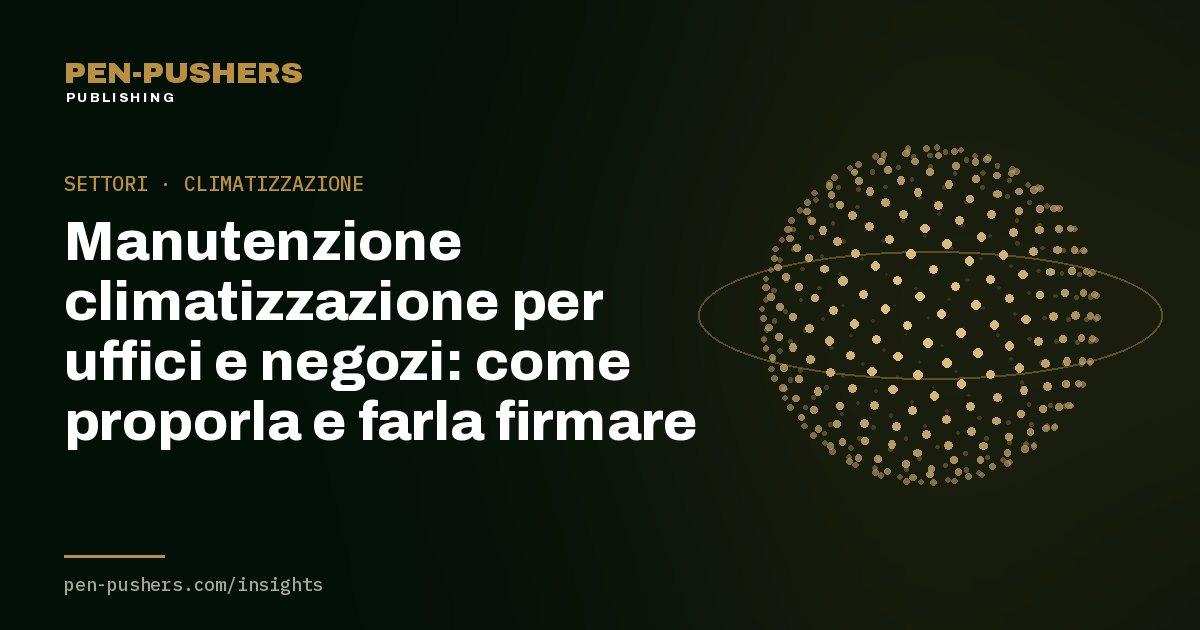 PEN-PUSHERS
PUBLISHING
SETTORI · CLIMATIZZAZIONE
Manutenzione
climatizzazione per
uffici e negozi: come
proporla e farla firmare
pen-pushers.com/insights